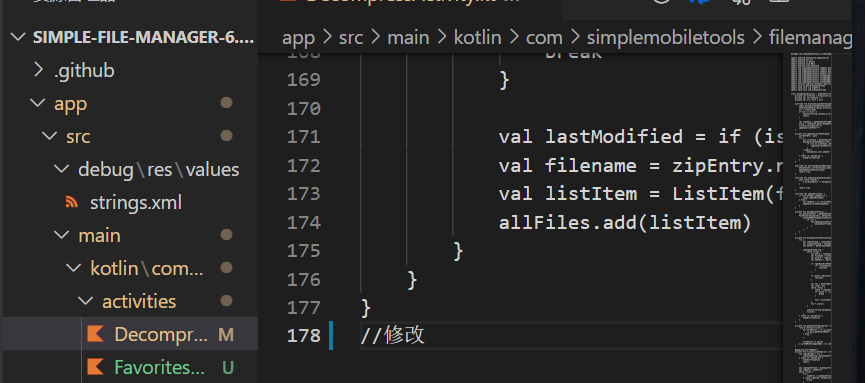 SIMPLE-FILE-MANAGER-6....
.github
app
src
debug\res\values
strings.xml
main
kotlin\com...
activities
Decompr... M
Favorites... U
app > src > main > kotlin > com > simplemobiletools > filemanag
169 }
170
171 val lastModified = if (is
172 val filename = zipEntry.n
173 val listItem = ListItem(f
174 allFiles.add(listItem)
175 }
176 }
177 }
178 //修改